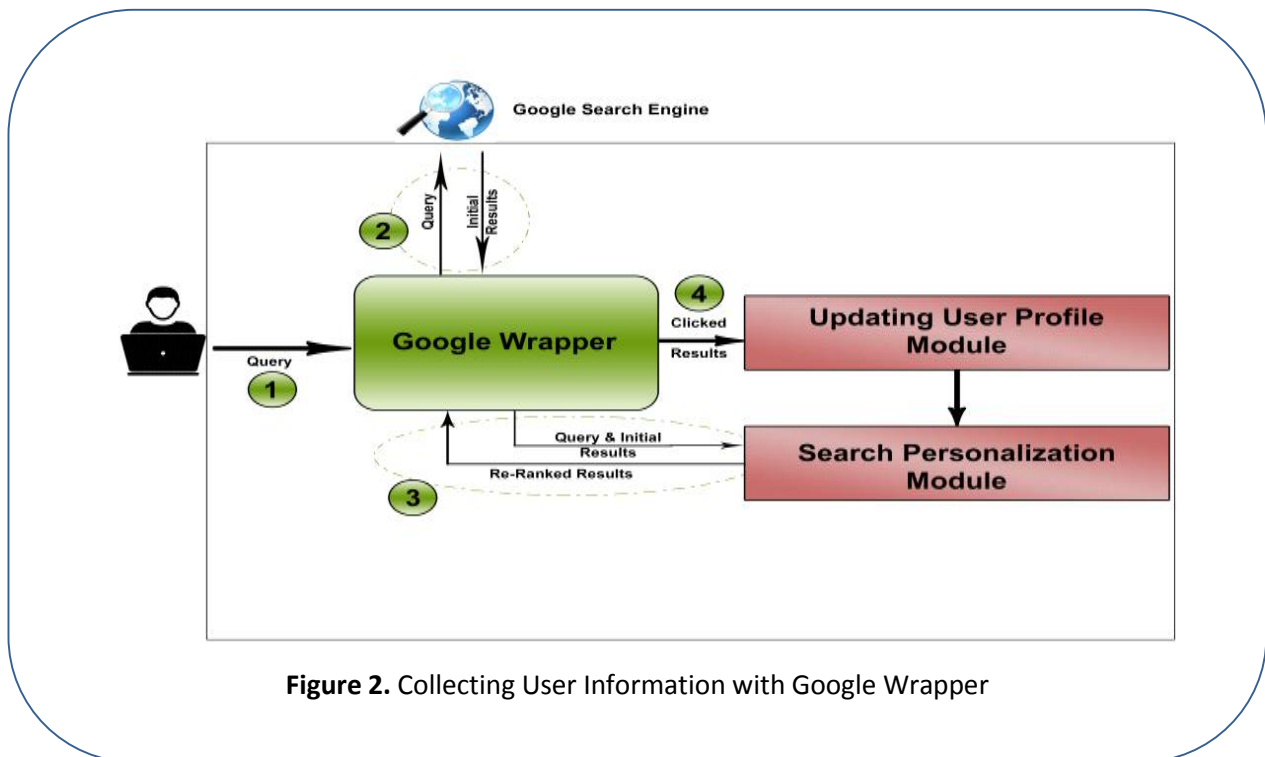 Google Search Engine
Query
Initial
Results
2
4
Clicked
Results
Google Wrapper
Updating User Profile
Module
Query
1
Query & Initial
Results
Re-Ranked Results
3
Search Personalization
Module
Figure 2. Collecting User Information with Google Wrapper